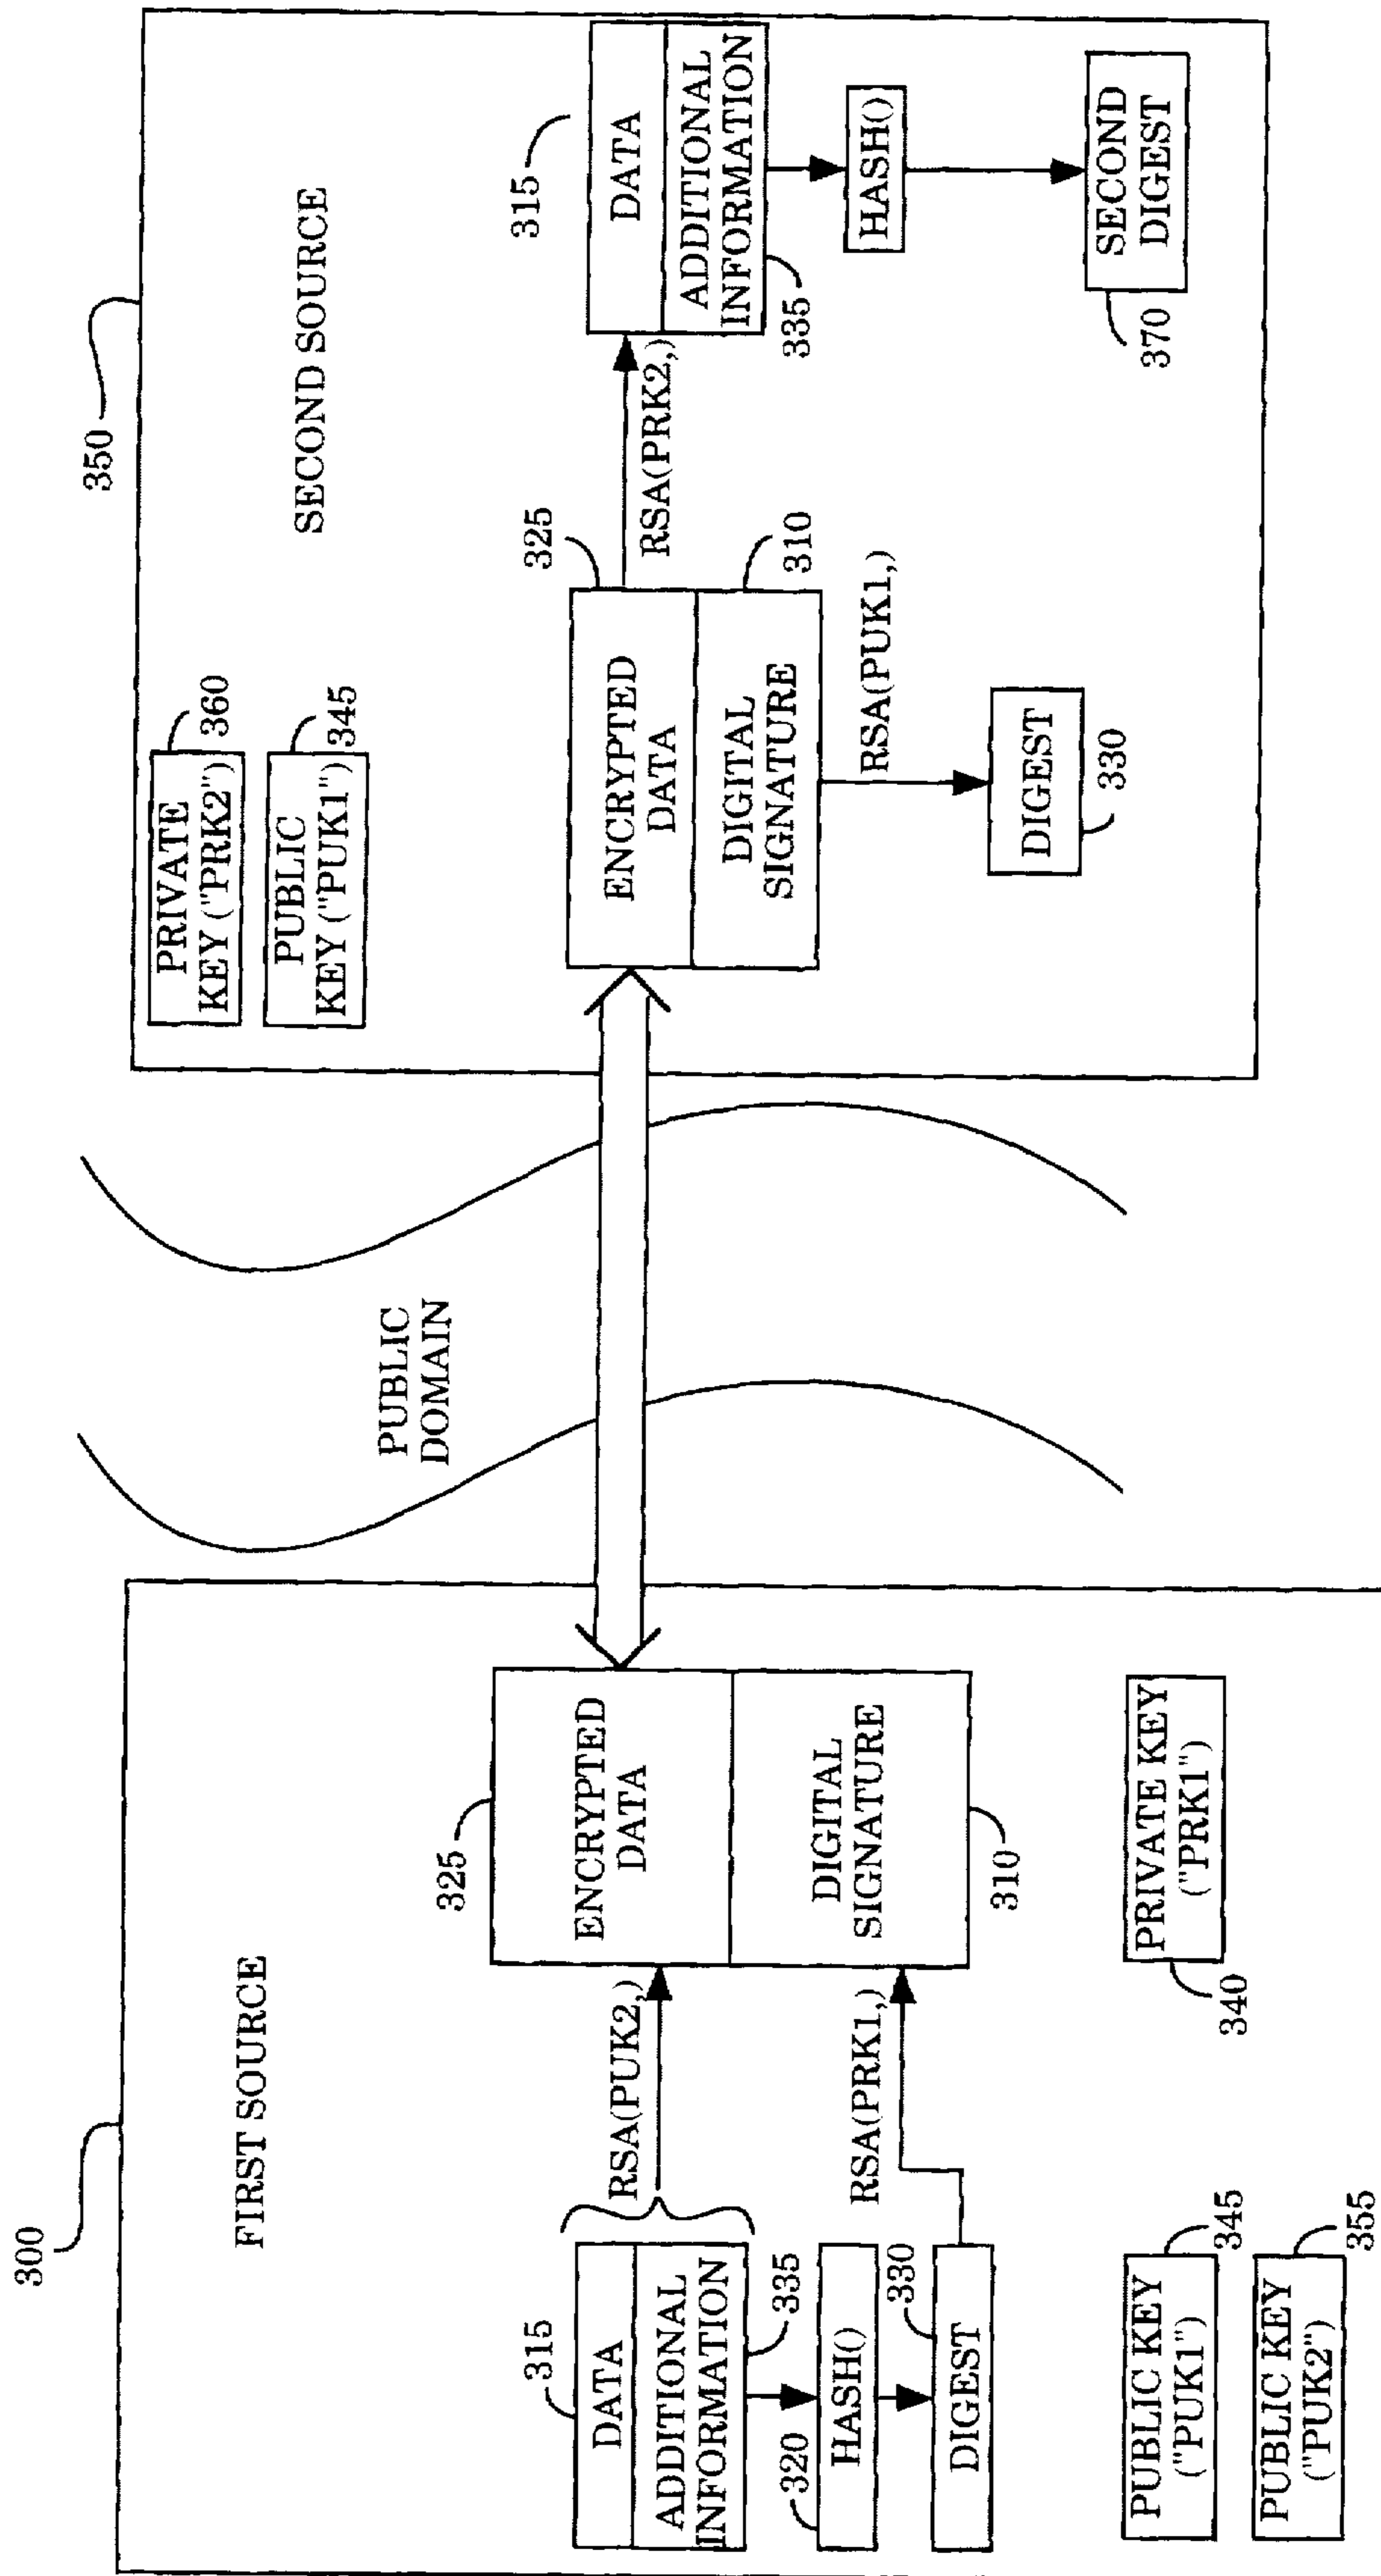 300
FIRST SOURCE
315
DATA
ADDITIONAL
INFORMATION
335
320
HASH()
330
DIGEST
RSA(PUK2,)
RSA(PRK1,)
325
ENCRYPTED
DATA
DIGITAL
SIGNATURE
310
PUBLIC KEY
("PUK1")
345
PUBLIC KEY
("PUK2")
355
PRIVATE KEY
("PRK1")
340
PUBLIC
DOMAIN
350
SECOND SOURCE
PRIVATE
KEY ("PRK2")
360
PUBLIC
KEY ("PUK1")
345
325
ENCRYPTED
DATA
DIGITAL
SIGNATURE
310
RSA(PUK1,)
DIGEST
330
RSA(PRK2,)
315
DATA
ADDITIONAL
INFORMATION
335
HASH()
SECOND
DIGEST
370